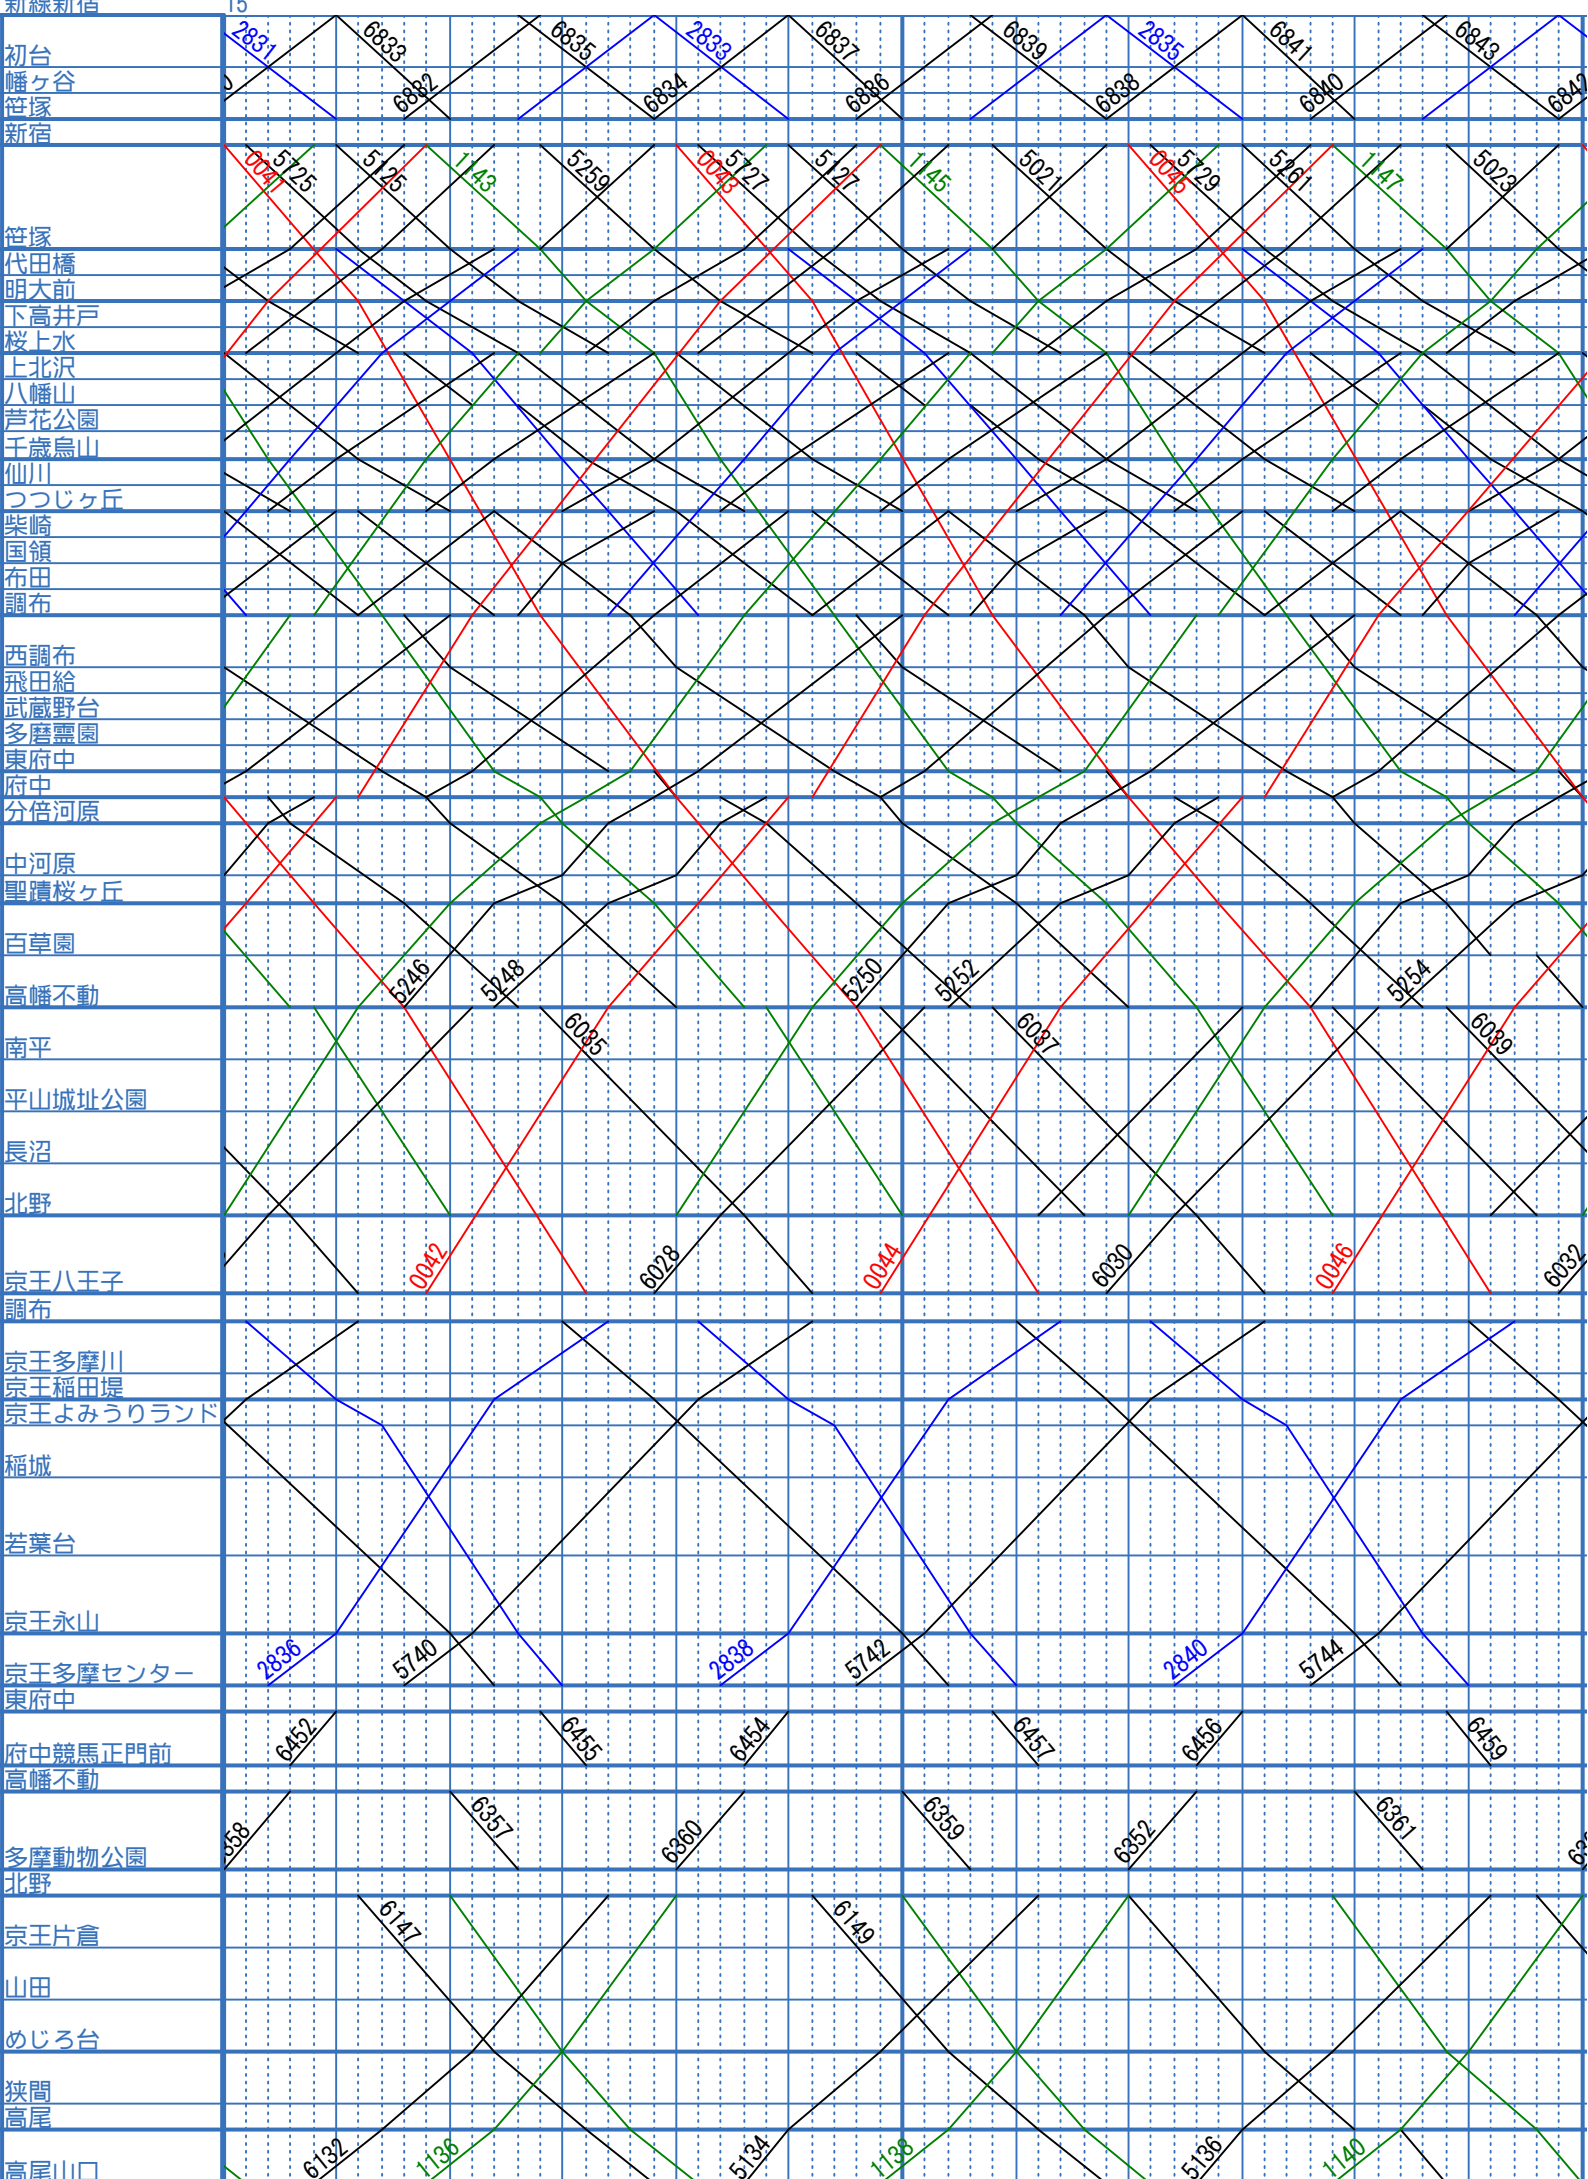 新線新宿 15
2831 6833 6835 2833 6837 6839 2835 6841 6843
初台
幡ヶ谷
6832 6834 6836 6838 6840 6842
笹塚
新宿
0041 5725 5125 1143 5259 0043 5727 5127 1145 5021 0045 5729 5261 1147 5023
笹塚
代田橋
明大前
下高井戸
桜上水
上北沢
八幡山
芦花公園
千歳烏山
仙川
つつじヶ丘
柴崎
国領
布田
調布
西調布
飛田給
武蔵野台
多磨霊園
東府中
府中
分倍河原
中河原
聖蹟桜ヶ丘
百草園
5246 5248 5250 5252 5254
高幡不動
6035 6037 6039
南平
平山城址公園
長沼
北野
0042 6028 0044 6030 0046 6032
京王八王子
調布
京王多摩川
京王稲田堤
京王よみうりランド
稲城
若葉台
京王永山
2836 5740 2838 5742 2840 5744
京王多摩センター
東府中
6452 6455 6454 6457 6456 6459
府中競馬正門前
高幡不動
6357 6360 6359 6352 6361
多摩動物公園
北野
6147 6149
京王片倉
山田
めじろ台
狭間
高尾
6132 1136 5134 1138 5136 1140
高尾山口